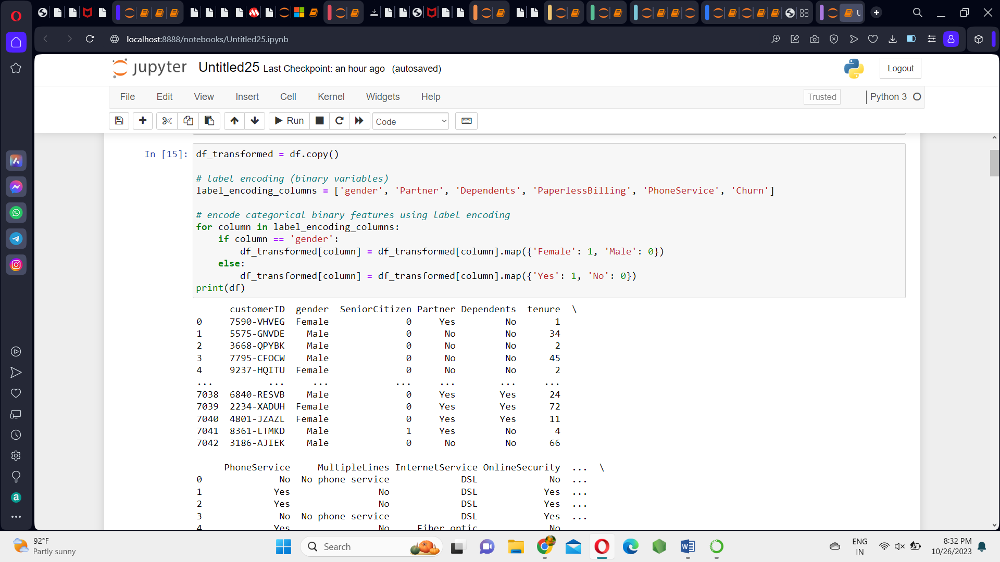 localhost:8888/notebooks/Untitled25.ipynb
jupyter Untitled25 Last Checkpoint: an hour ago (autosaved) Logout
File Edit View Insert Cell Kernel Widgets Help Trusted Python 3
Run Code
In [15]: df_transformed = df.copy()
# label encoding (binary variables)
label_encoding_columns = ['gender', 'Partner', 'Dependents', 'PaperlessBilling', 'PhoneService', 'Churn']
# encode categorical binary features using label encoding
for column in label_encoding_columns:
    if column == 'gender':
        df_transformed[column] = df_transformed[column].map({'Female': 1, 'Male': 0})
    else:
        df_transformed[column] = df_transformed[column].map({'Yes': 1, 'No': 0})
print(df)
customerID gender SeniorCitizen Partner Dependents tenure \
0 7590-VHVEG Female 0 Yes No 1
1 5575-GNVDE Male 0 No No 34
2 3668-QPYBK Male 0 No No 2
3 7795-CFOCW Male 0 No No 45
4 9237-HQITU Female 0 No No 2
... ... ... ... ... ... ...
7038 6840-RESVB Male 0 Yes Yes 24
7039 2234-XADUH Female 0 Yes Yes 72
7040 4801-JZAZL Female 0 Yes Yes 11
7041 8361-LTMKD Male 1 Yes No 4
7042 3186-AJIEK Male 0 No No 66
PhoneService MultipleLines InternetService OnlineSecurity ... \
0 No No phone service DSL No ...
1 Yes No DSL Yes ...
2 Yes No DSL Yes ...
3 No No phone service DSL Yes ...
4 Yes No Fiber optic No
92°F
Partly sunny
Search
ENG
IN
8:32 PM
10/26/2023